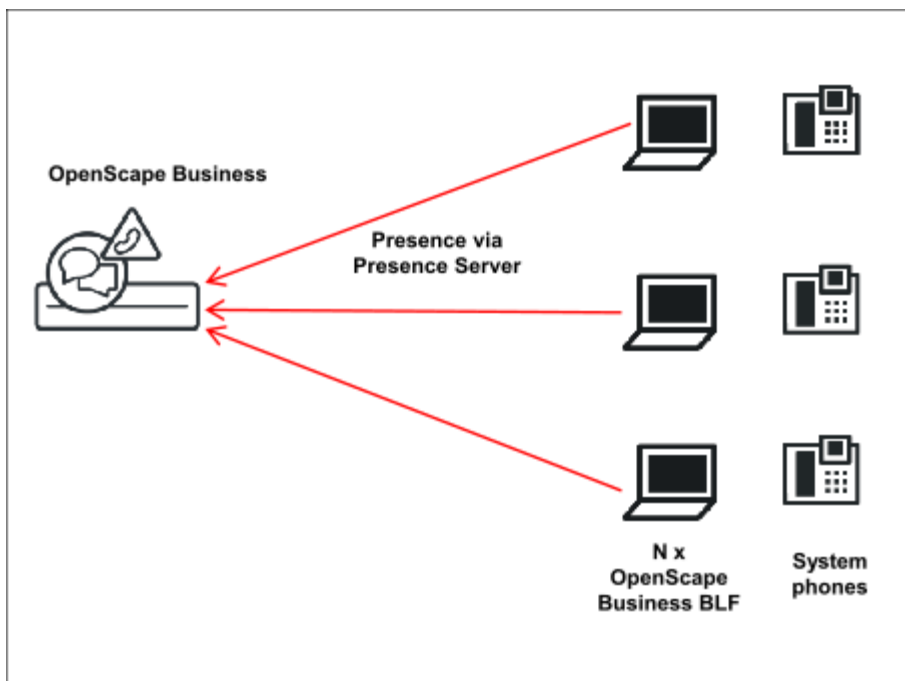 OpenScape Business
Presence via
Presence Server
N x
OpenScape
Business BLF
System
phones